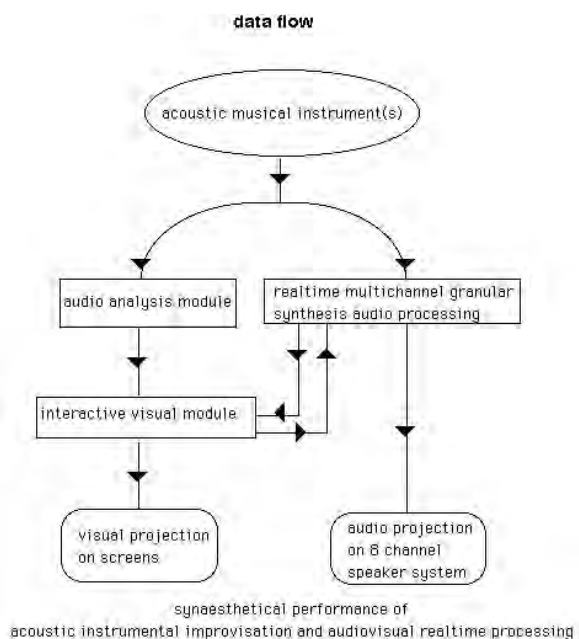 data flow
acoustic musical instrument(s)
audio analysis module
realtime multichannel granular
synthesis audio processing
interactive visual module
visual projection
on screens
audio projection
on 8 channel
speaker system
synaesthetical performance of
acoustic instrumental improvisation and audiovisual realtime processing